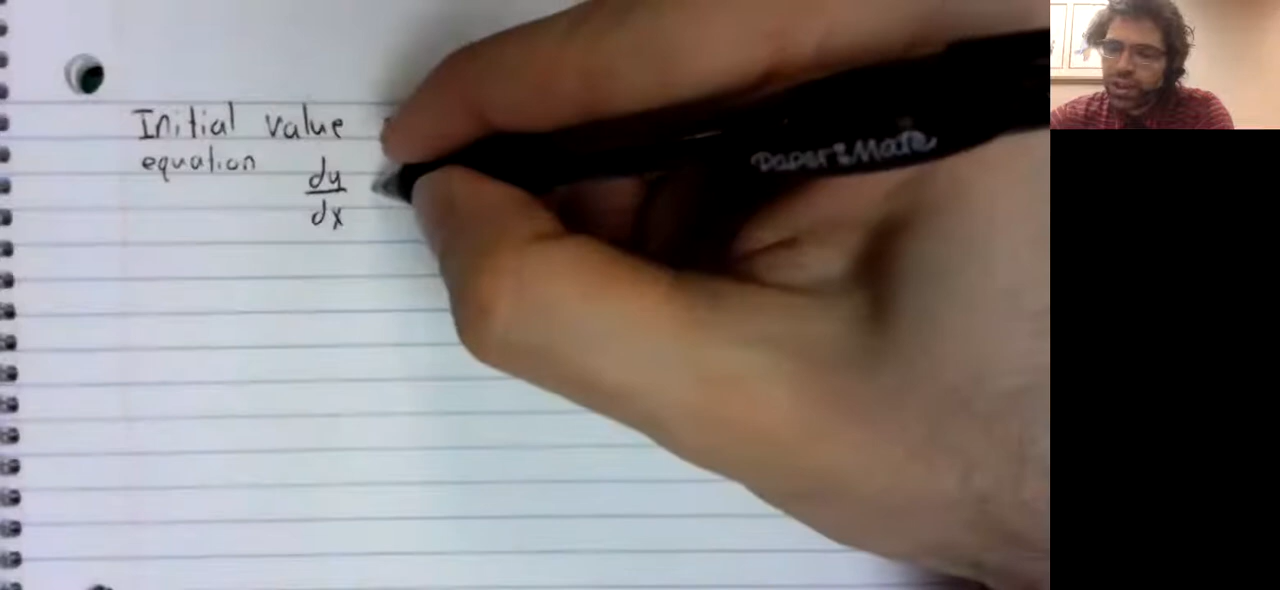 Initial value
equation
dy
dx
Paper Mate